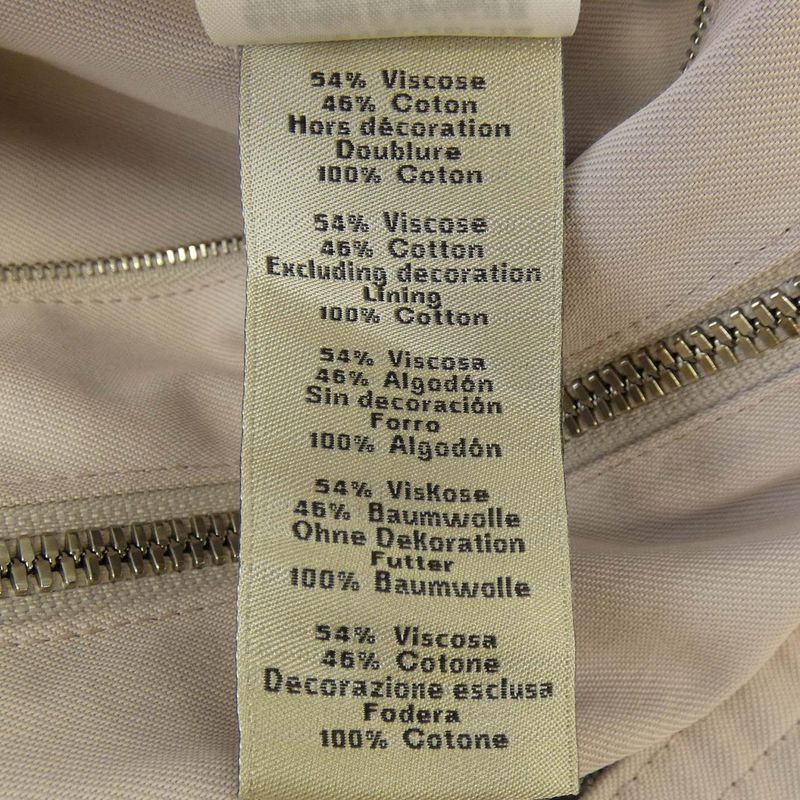 54% Viscose
46% Coton
Hors décoration
Doublure
100% Coton
54% Viscose
46% Cotton
Excluding decoration
Lining
100% Cotton
54% Viscosa
46% Algodón
Sin decoración
Forro
100% Algodón
54% Viskose
46% Baumwolle
Ohne Dekoration
Futter
100% Baumwolle
54% Viscosa
46% Cotone
Decorazione esclusa
Fodera
100% Cotone